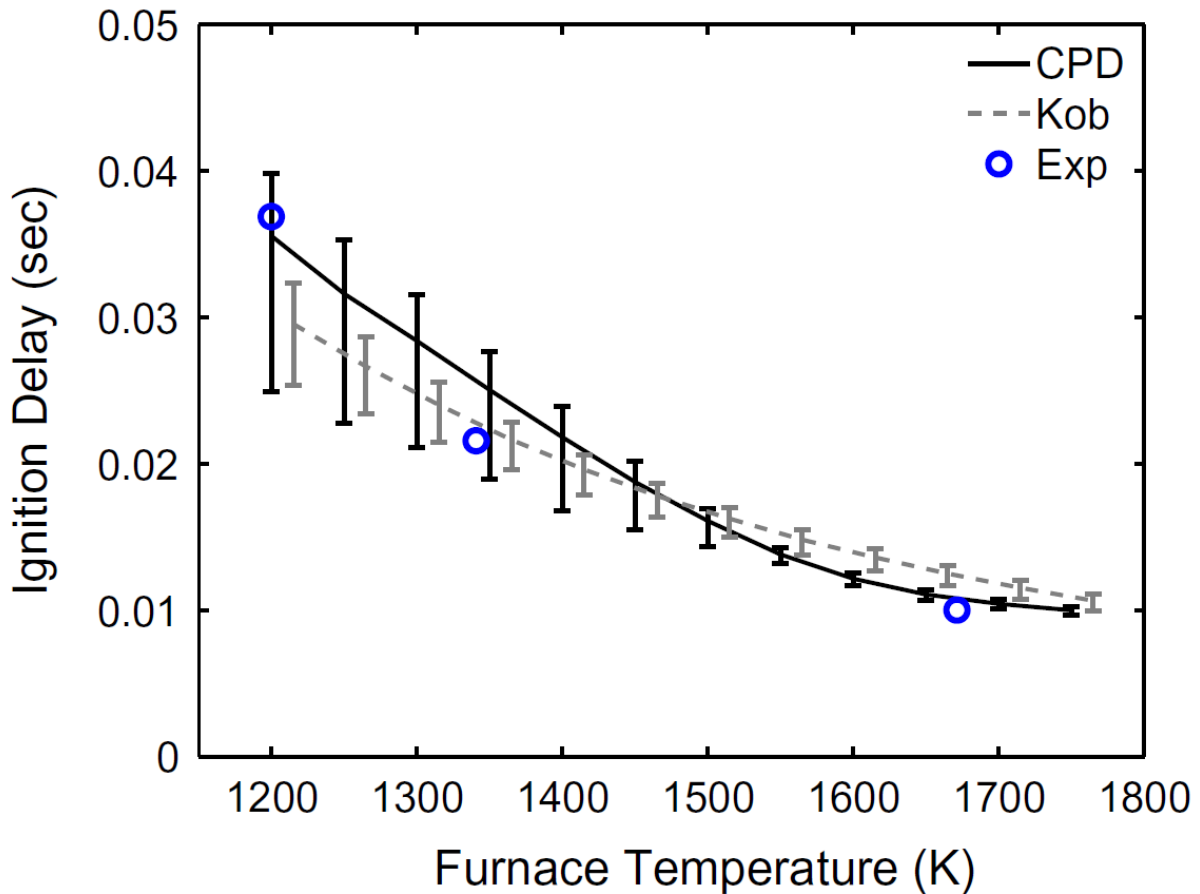 0.05
0.04
0.03
0.02
0.01
0
Ignition Delay (sec)
CPD
Kob
Exp
1200 1300 1400 1500 1600 1700 1800
Furnace Temperature (K)